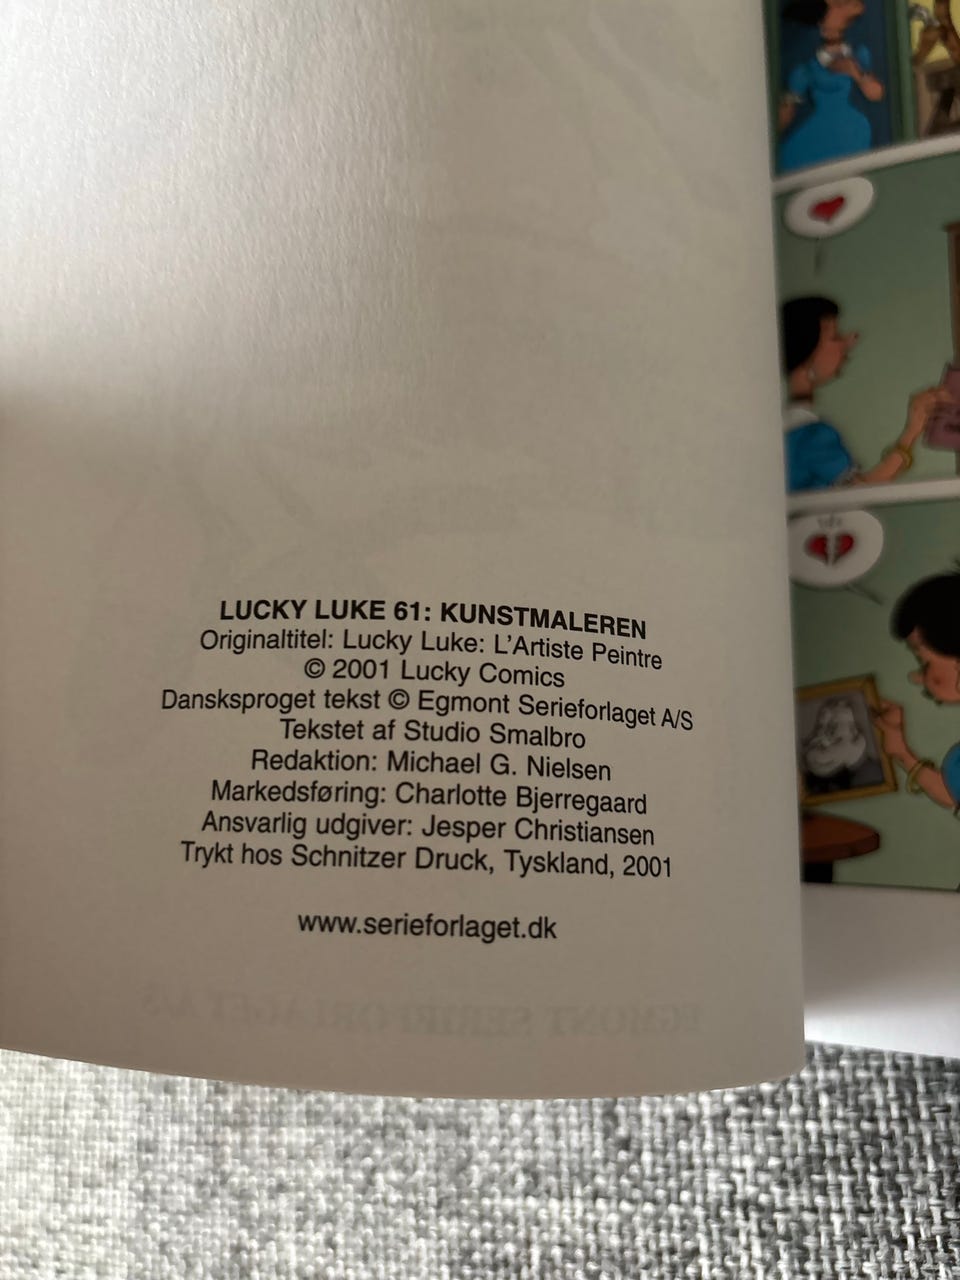 LUCKY LUKE 61: KUNSTMALEREN
Originaltitel: Lucky Luke: L'Artiste Peintre
© 2001 Lucky Comics
Dansksproget tekst © Egmont Serieforlaget A/S
Tekstet af Studio Smalbro
Redaktion: Michael G. Nielsen
Markedsføring: Charlotte Bjerregaard
Ansvarlig udgiver: Jesper Christiansen
Trykt hos Schnitzer Druck, Tyskland, 2001
www.serieforlaget.dk
EGMONT SERIEFORLAGET A/S